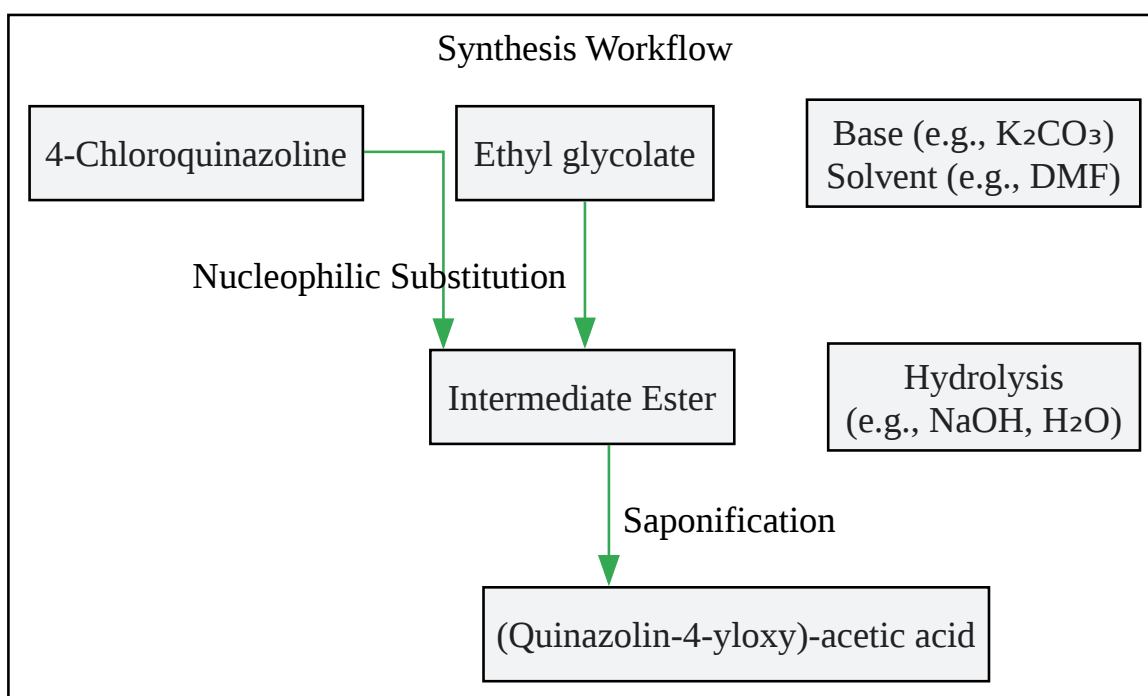 Synthesis Workflow
4-Chloroquinazoline
Ethyl glycolate
Base (e.g., K₂CO₃)
Solvent (e.g., DMF)
Nucleophilic Substitution
Intermediate Ester
Hydrolysis
(e.g., NaOH, H₂O)
Saponification
(Quinazolin-4-yloxy)-acetic acid